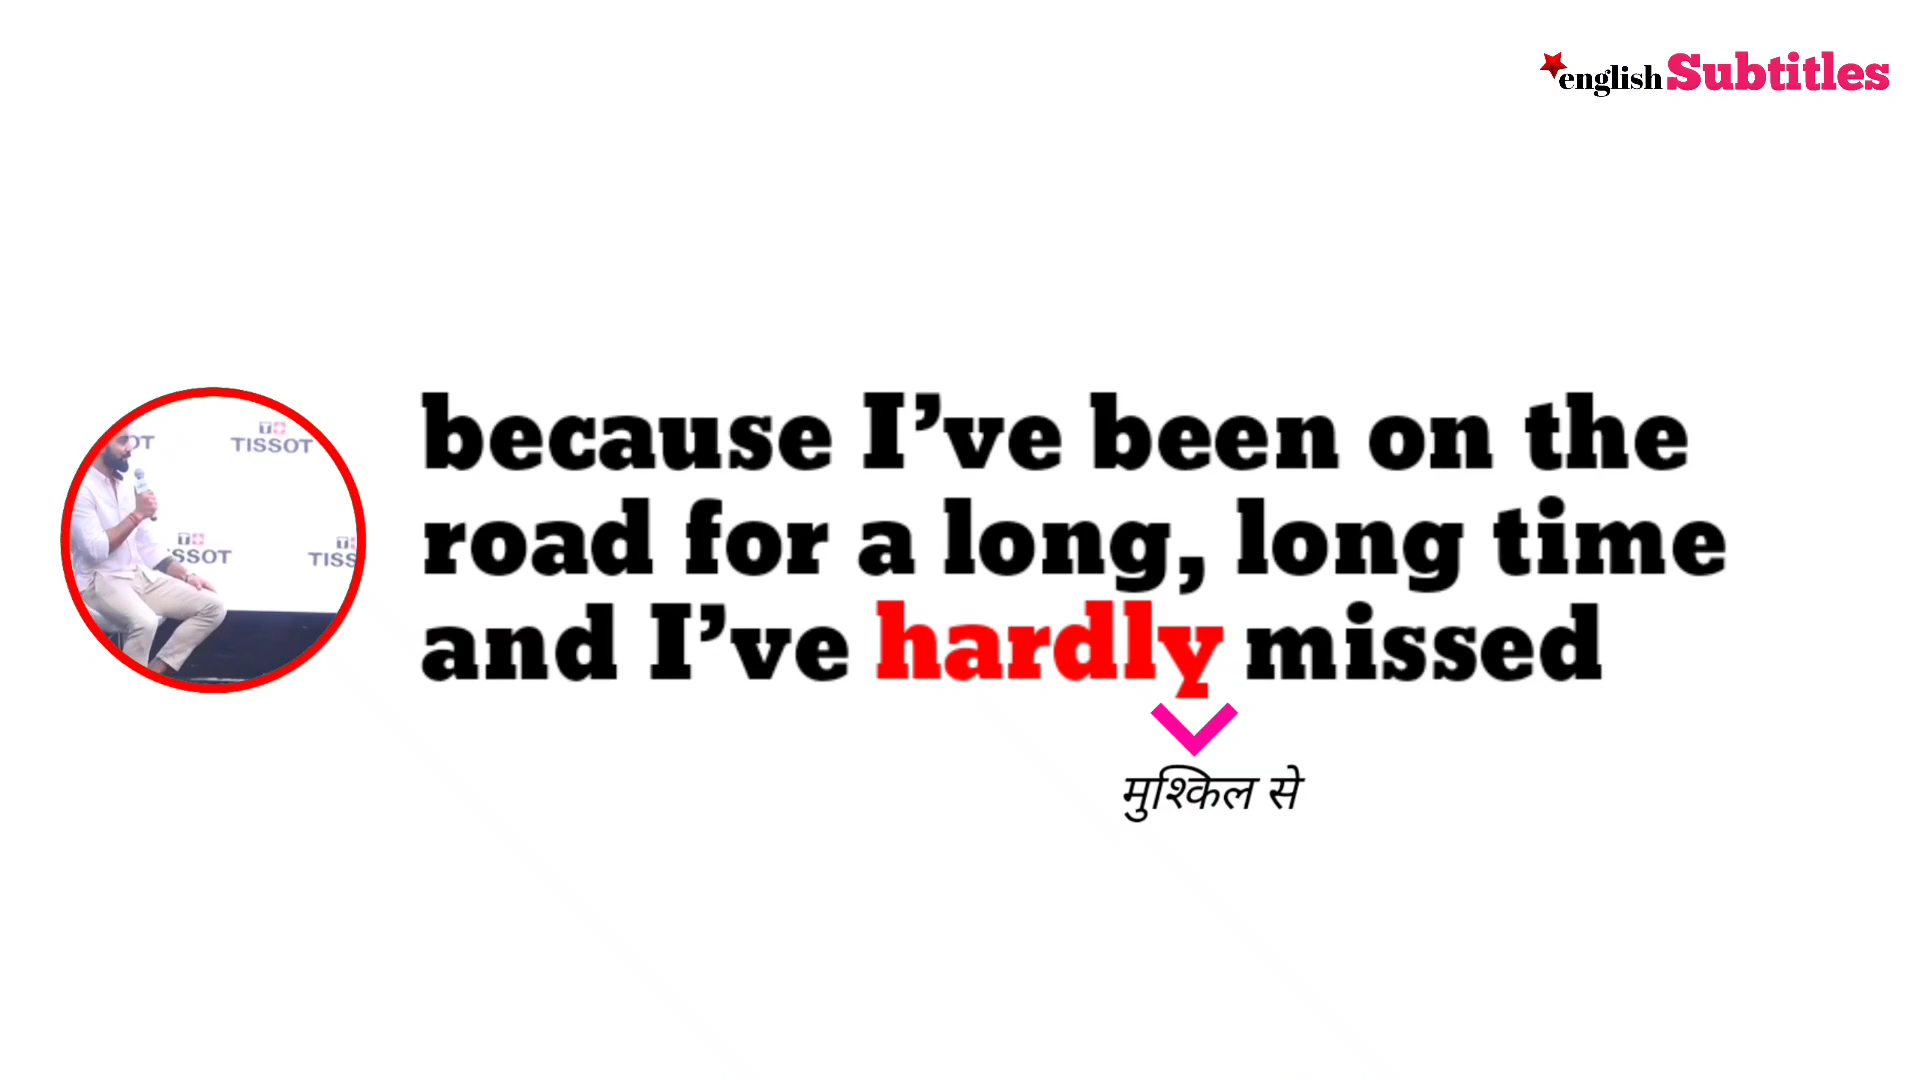 english Subtitles
OT
TISSOT
SSOT
TISS
because I’ve been on the
road for a long, long time
and I’ve hardly missed
मुश्किल से